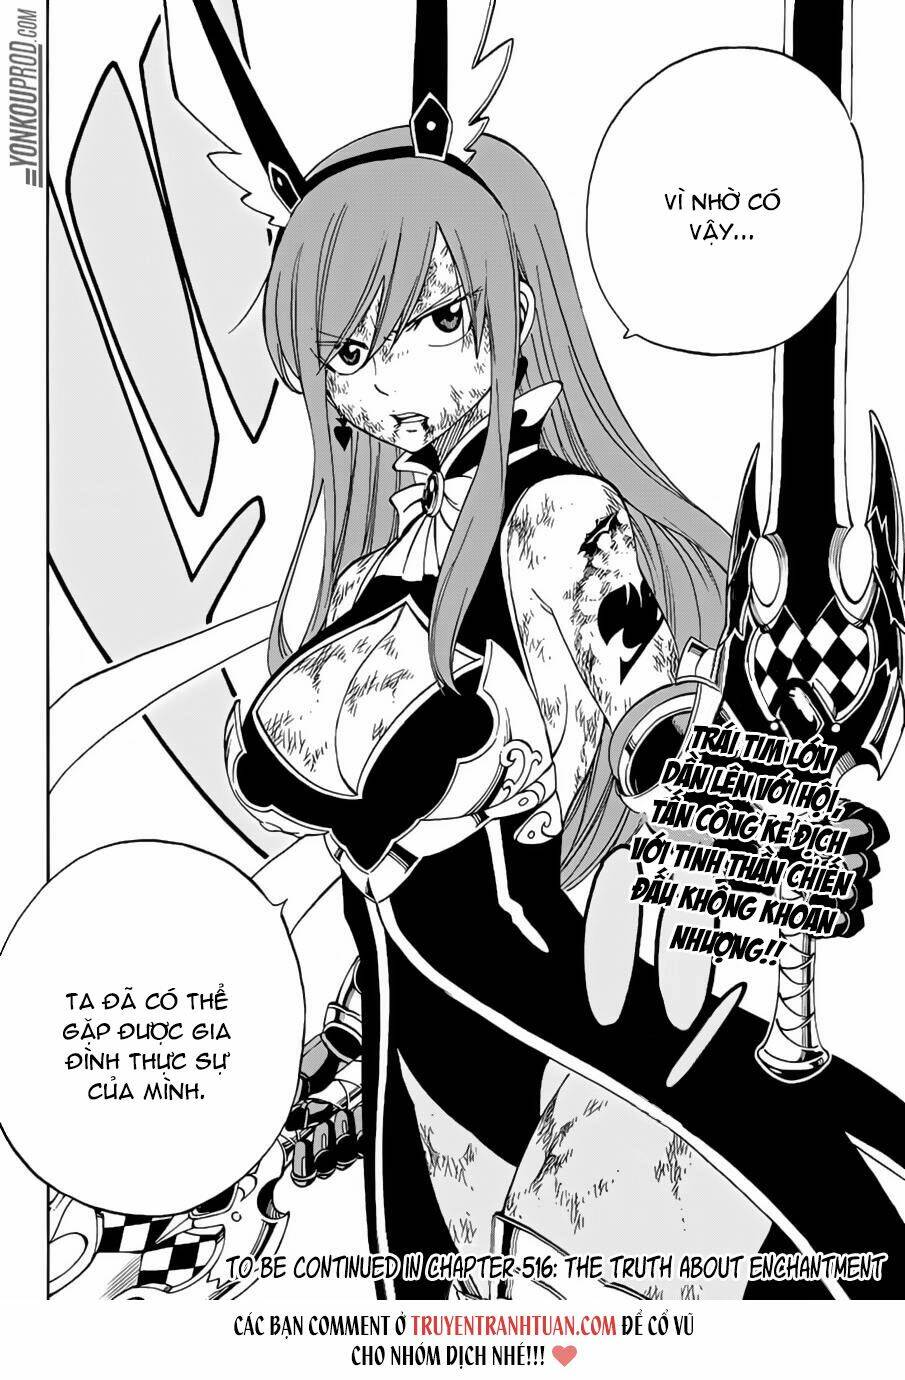 =YONKOUPROD.COM
VÌ NHỜ CÓ
VẬY...
TRÁI TIM LỚN
DẦN LÊN VỚI HỘI,
TẤN CÔNG KẺ ĐỊCH
VỚI TINH THẦN CHIẾN
ĐẤU KHÔNG KHOAN
NHƯỢNG!!
TA ĐÃ CÓ THỂ
GẶP ĐƯỢC GIA
ĐÌNH THỰC SỰ
CỦA MÌNH.
TO BE CONTINUED IN CHAPTER 516: THE TRUTH ABOUT ENCHANTMENT
CÁC BẠN COMMENT Ở TRUYENTRANHTUAN.COM ĐỂ CỔ VŨ
CHO NHÓM DỊCH NHÉ!!! ❤